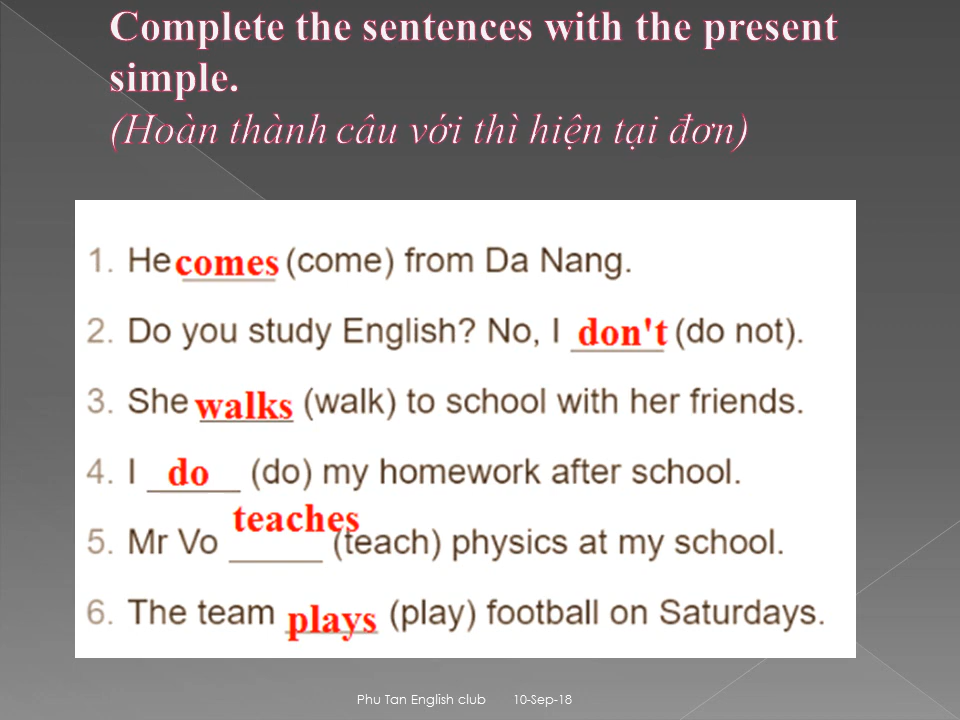 Complete the sentences with the present
simple.
(Hoàn thành câu với thì hiện tại đơn)
1. He comes (come) from Da Nang.
2. Do you study English? No, I don't (do not).
3. She walks (walk) to school with her friends.
4. I do (do) my homework after school.
5. Mr Vo teaches (teach) physics at my school.
6. The team plays (play) football on Saturdays.
Phu Tan English club 10-Sep-18